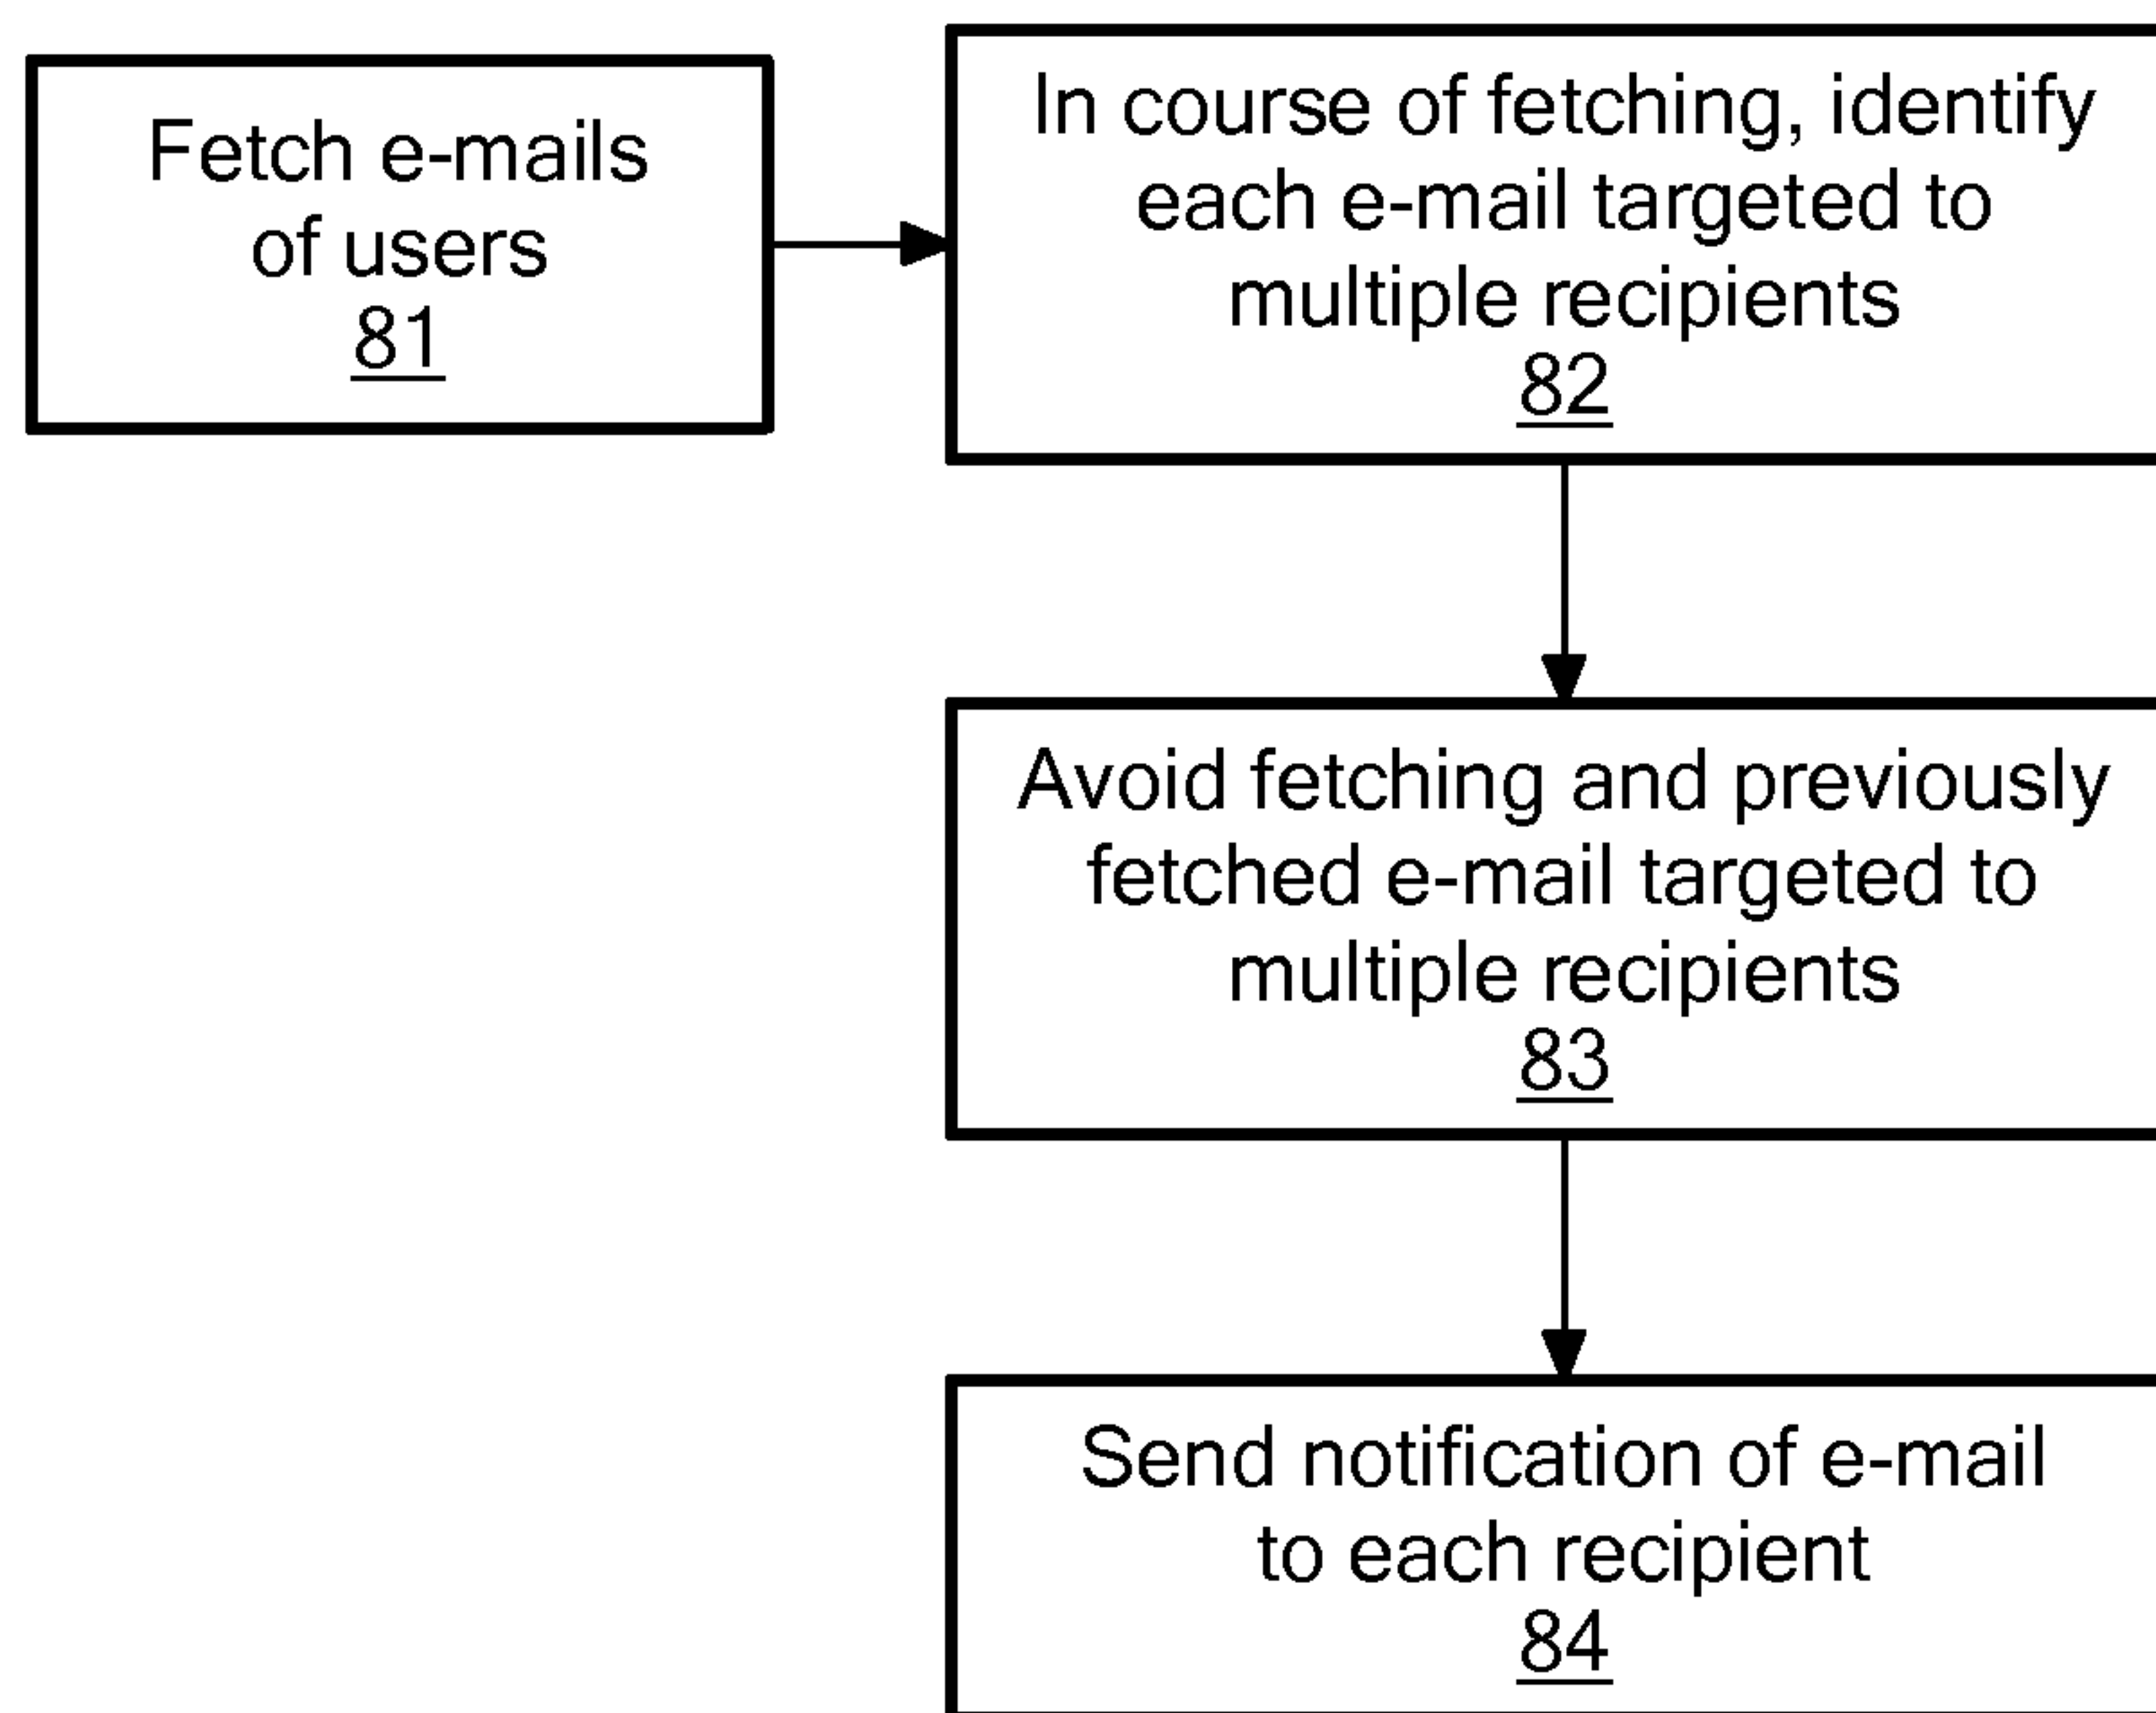 Fetch e-mails
of users
81
In course of fetching, identify
each e-mail targeted to
multiple recipients
82
Avoid fetching and previously
fetched e-mail targeted to
multiple recipients
83
Send notification of e-mail
to each recipient
84